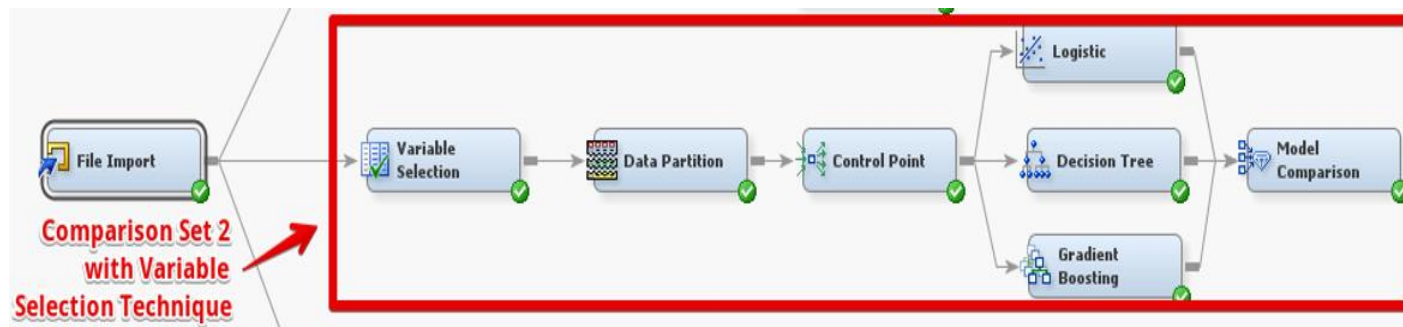 File Import
Comparison Set 2
with Variable
Selection Technique
Variable
Selection
Data Partition
Control Point
Logistic
Decision Tree
Gradient
Boosting
Model
Comparison